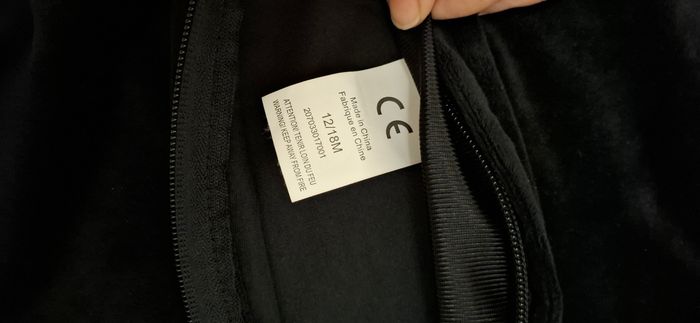 CE
Made in China
Fabriqué en Chine
12/18M
207033017001
ATTENTION! TENIR LOIN DU FEU
WARNING! KEEP AWAY FROM FIRE